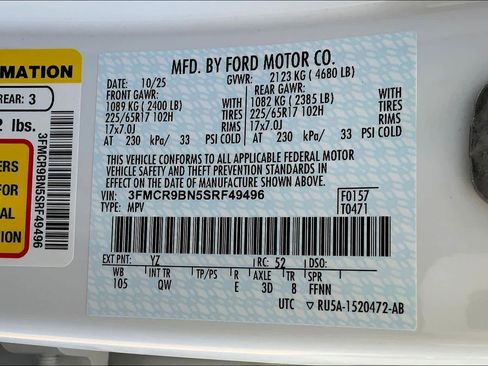 ORMATION
REAR: 3
2 lbs.
ERS
TO
AL
G
3FMCR9BN5SRF49496
MFD. BY FORD MOTOR CO.
DATE: 10/25 GVWR: 2123 KG ( 4680 LB)
FRONT GAWR: REAR GAWR:
1089 KG ( 2400 LB) 1082 KG ( 2385 LB)
225/65R17 102H TIRES 225/65R17 102H TIRES
17x7.0J RIMS 17x7.0J RIMS
AT 230 kPa/ 33 PSI COLD AT 230 kPa/ 33 PSI COLD
THIS VEHICLE CONFORMS TO ALL APPLICABLE FEDERAL MOTOR
VEHICLE SAFETY AND THEFT PREVENTION STANDARDS IN EFFECT
ON THE DATE OF MANUFACTURE SHOWN ABOVE.
VIN: 3FMCR9BN5SRF49496 F0157
TYPE: MPV T0471
EXT PNT: YZ RC: 52 DSO:
WB INT TR TP/PS R AXLE TR SPR
105 QW E 3D 8 FFNN
UTC ▽ RU5A-1520472-AB